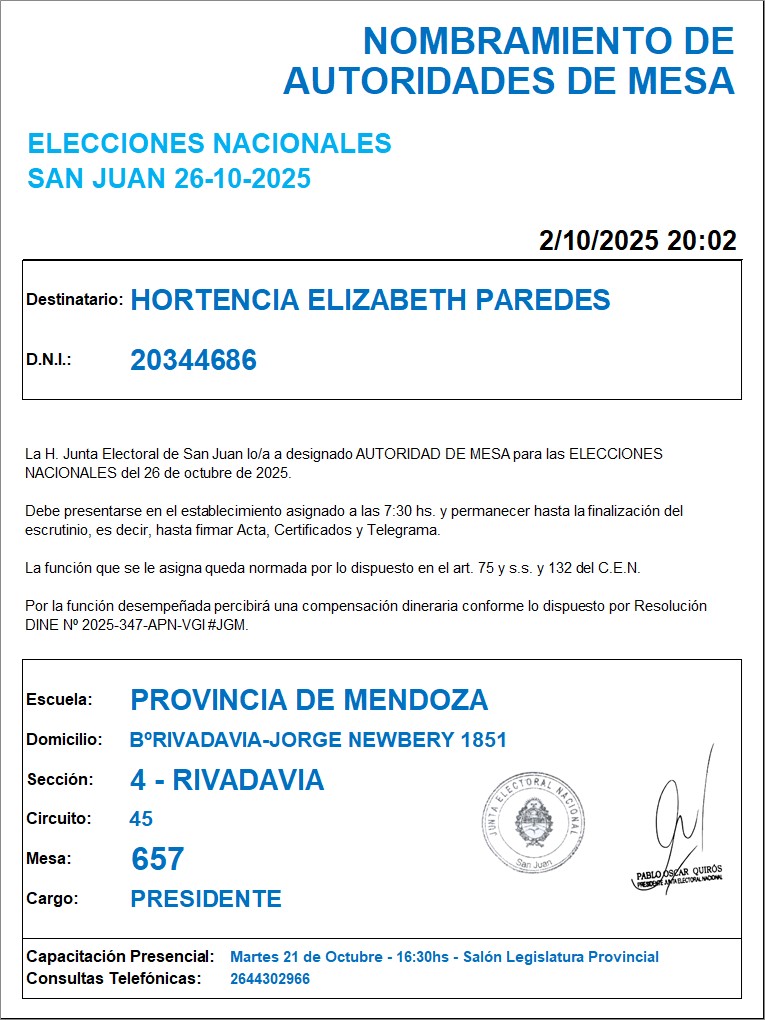 NOMBRAMIENTO DE
AUTORIDADES DE MESA
ELECCIONES NACIONALES
SAN JUAN 26-10-2025
2/10/2025 20:02
Destinatario: HORTENCIA ELIZABETH PAREDES
D.N.I.: 20344686
La H. Junta Electoral de San Juan lo/a a designado AUTORIDAD DE MESA para las ELECCIONES
NACIONALES del 26 de octubre de 2025.
Debe presentarse en el establecimiento asignado a las 7:30 hs. y permanecer hasta la finalización del
escrutinio, es decir, hasta firmar Acta, Certificados y Telegrama.
La función que se le asigna queda normada por lo dispuesto en el art. 75 y s.s. y 132 del C.E.N.
Por la función desempeñada percibirá una compensación dineraria conforme lo dispuesto por Resolución
DINE Nº 2025-347-APN-VGI#JGM.
Escuela: PROVINCIA DE MENDOZA
Domicilio: BºRIVADAVIA-JORGE NEWBERY 1851
Sección: 4 - RIVADAVIA
Circuito: 45
Mesa: 657
Cargo: PRESIDENTE
JUNTA ELECTORAL NACIONAL
San Juan
PABLO OSCAR QUIRÓS
PRESIDENTE JUNTA ELECTORAL NACIONAL
Capacitación Presencial: Martes 21 de Octubre - 16:30hs - Salón Legislatura Provincial
Consultas Telefónicas: 2644302966